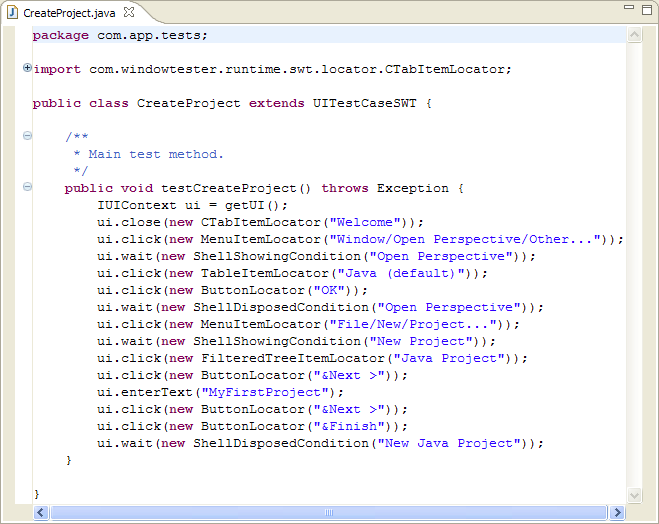 CreateProject.java
package com.app.tests;
import com.windowtester.runtime.swt.locator.CTabItemLocator;
public class CreateProject extends UITestCaseSWT {
/**
* Main test method.
*/
public void testCreateProject() throws Exception {
IUIContext ui = getUI();
ui.close(new CTabItemLocator("Welcome"));
ui.click(new MenuItemLocator("Window/Open Perspective/Other..."));
ui.wait(new ShellShowingCondition("Open Perspective"));
ui.click(new TableItemLocator("Java (default)"));
ui.click(new ButtonLocator("OK"));
ui.wait(new ShellDisposedCondition("Open Perspective"));
ui.click(new MenuItemLocator("File/New/Project..."));
ui.wait(new ShellShowingCondition("New Project"));
ui.click(new FilteredTreeItemLocator("Java Project"));
ui.click(new ButtonLocator("&Next >"));
ui.enterText("MyFirstProject");
ui.click(new ButtonLocator("&Next >"));
ui.click(new ButtonLocator("&Finish"));
ui.wait(new ShellDisposedCondition("New Java Project"));
}
}